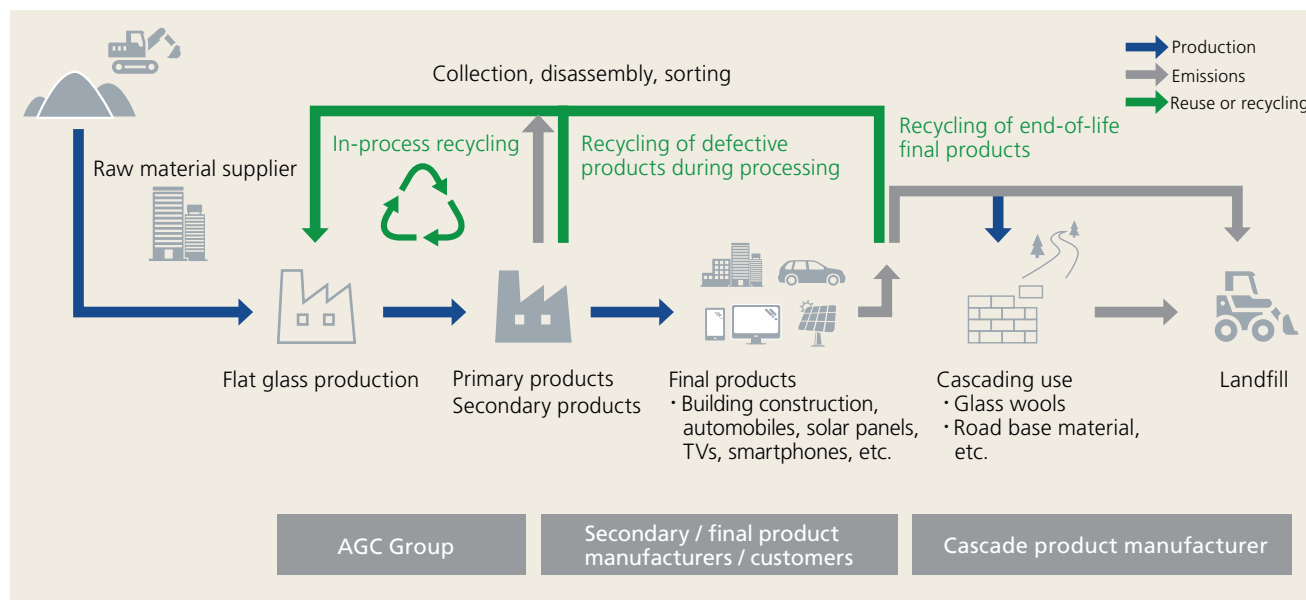 Production
Emissions
Reuse or recycling
Collection, disassembly, sorting
In-process recycling
Recycling of defective
products during processing
Recycling of end-of-life
final products
Raw material supplier
Flat glass production
Primary products
Secondary products
Final products
・Building construction,
automobiles, solar panels,
TVs, smartphones, etc.
Cascading use
・Glass wools
・Road base material,
etc.
Landfill
AGC Group
Secondary / final product
manufacturers / customers
Cascade product manufacturer